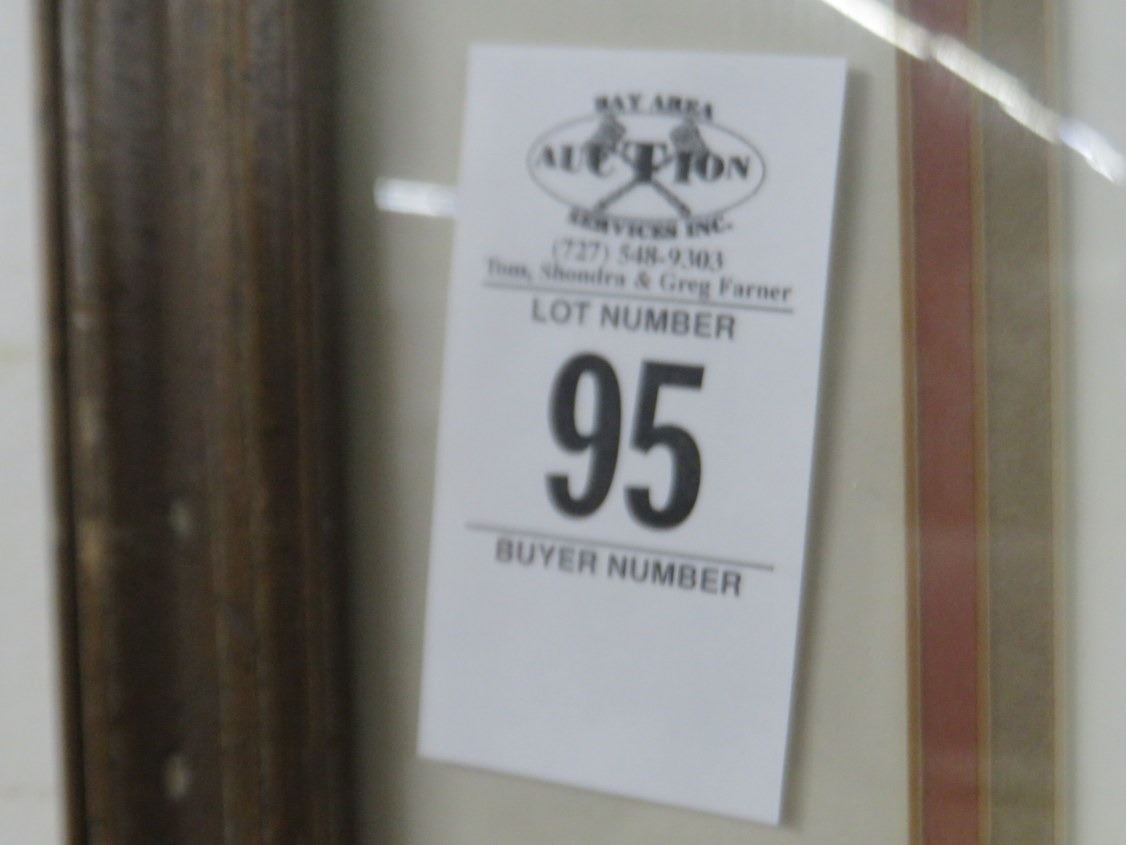 BAY AREA
AUCTION
SERVICES INC.
(727) 548-9303
Tom, Shondra & Greg Farner
LOT NUMBER
95
BUYER NUMBER